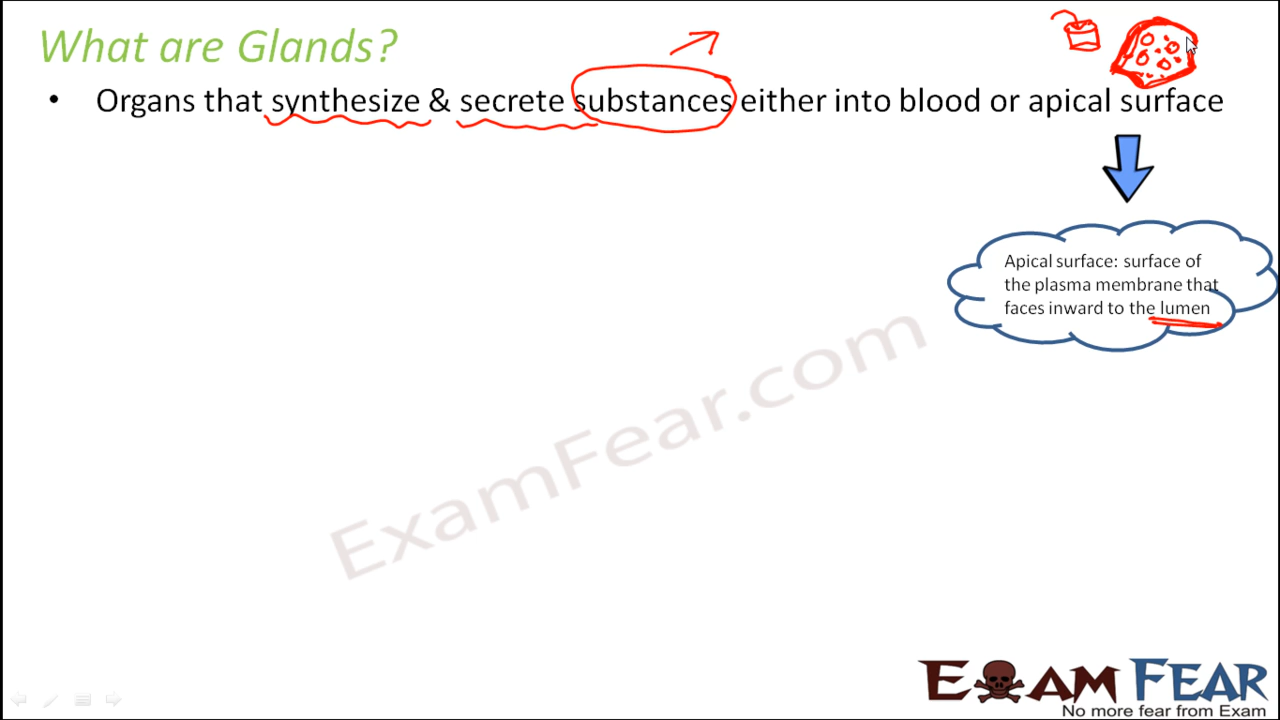 What are Glands?
• Organs that synthesize & secrete substances either into blood or apical surface
Apical surface: surface of
the plasma membrane that
faces inward to the lumen
ExamFear.com
EXAM FEAR
No more fear from Exam